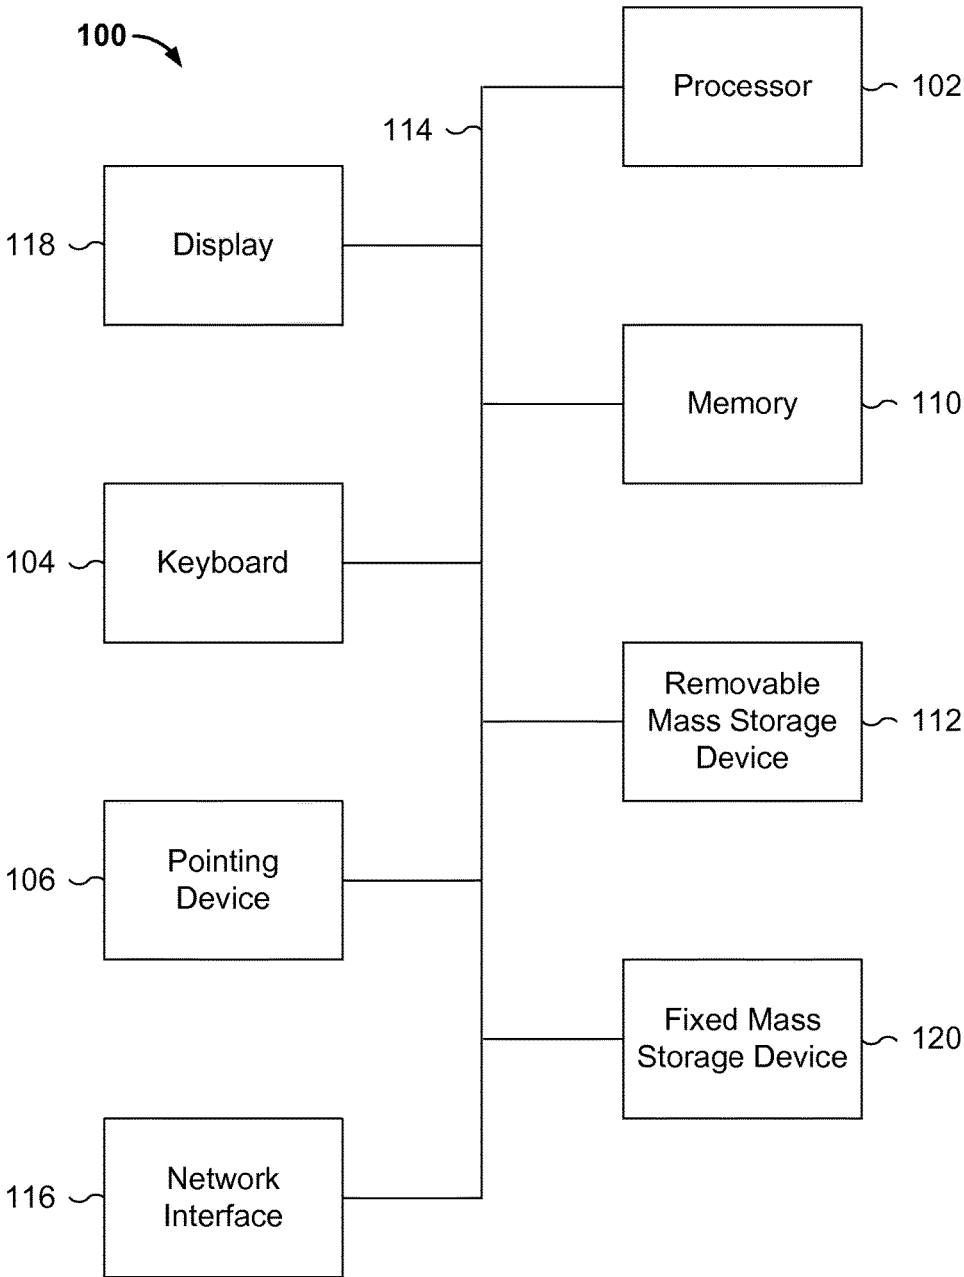 100
Processor
102
114
118
Display
Memory
110
104
Keyboard
Removable
Mass Storage
Device
112
106
Pointing
Device
Fixed Mass
Storage Device
120
116
Network
Interface